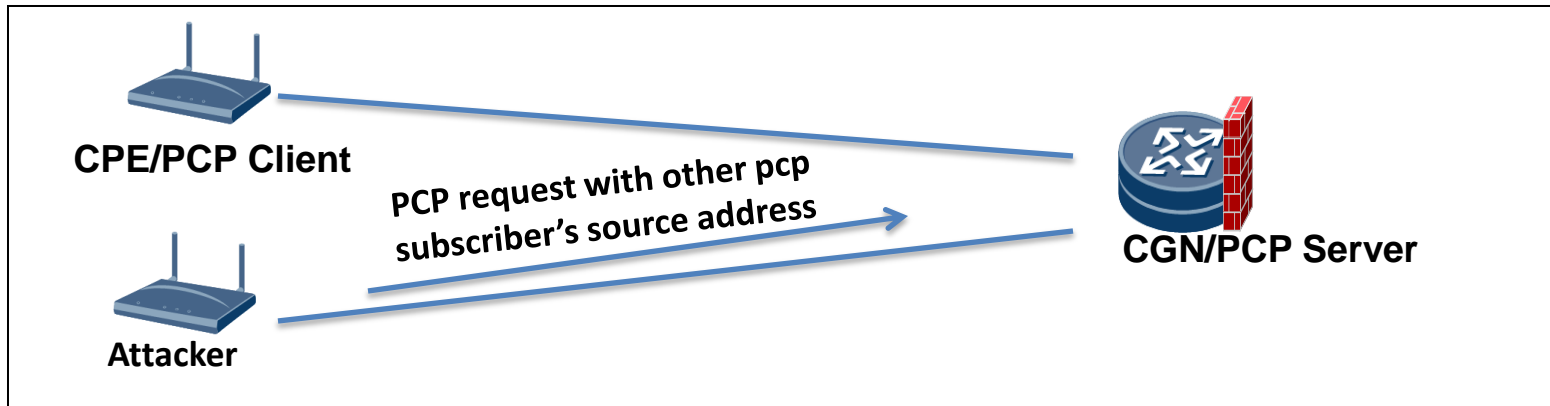 CPE/PCP Client
PCP request with other pcp
subscriber’s source address
CGN/PCP Server
Attacker